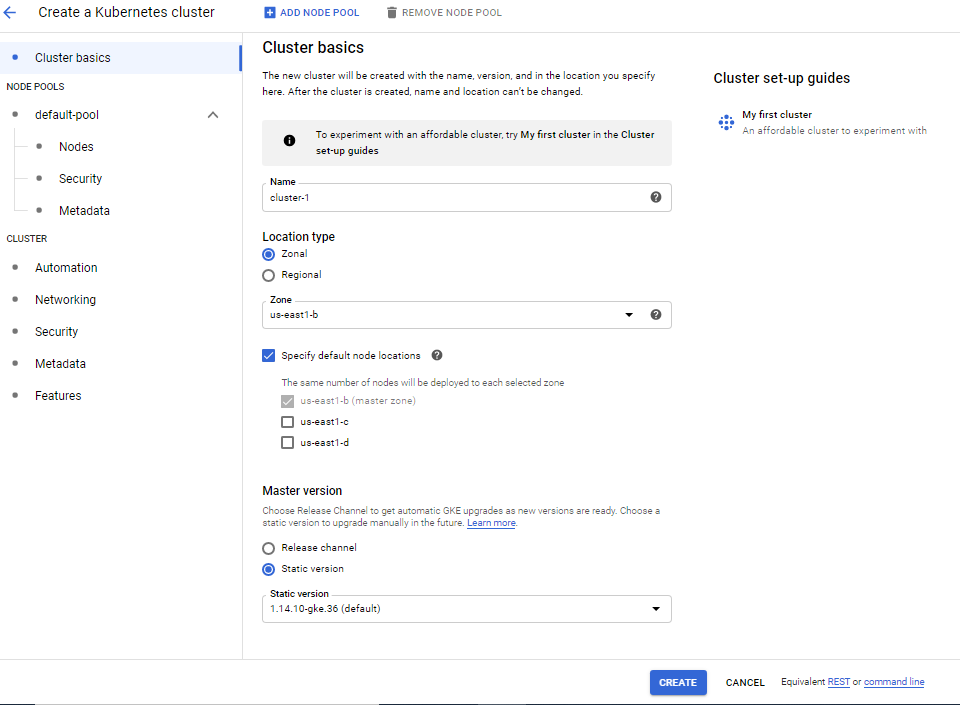 Create a Kubernetes cluster
ADD NODE POOL
REMOVE NODE POOL
Cluster basics
NODE POOLS
default-pool
Nodes
Security
Metadata
CLUSTER
Automation
Networking
Security
Metadata
Features
Cluster basics
The new cluster will be created with the name, version, and in the location you specify
here. After the cluster is created, name and location can't be changed.
To experiment with an affordable cluster, try My first cluster in the Cluster
set-up guides
Name
cluster-1
Location type
Zonal
Regional
Zone
us-east1-b
Specify default node locations
The same number of nodes will be deployed to each selected zone
us-east1-b (master zone)
us-east1-c
us-east1-d
Master version
Choose Release Channel to get automatic GKE upgrades as new versions are ready. Choose a
static version to upgrade manually in the future. Learn more.
Release channel
Static version
Static version
1.14.10-gke.36 (default)
Cluster set-up guides
My first cluster
An affordable cluster to experiment with
CREATE
CANCEL
Equivalent REST or command line